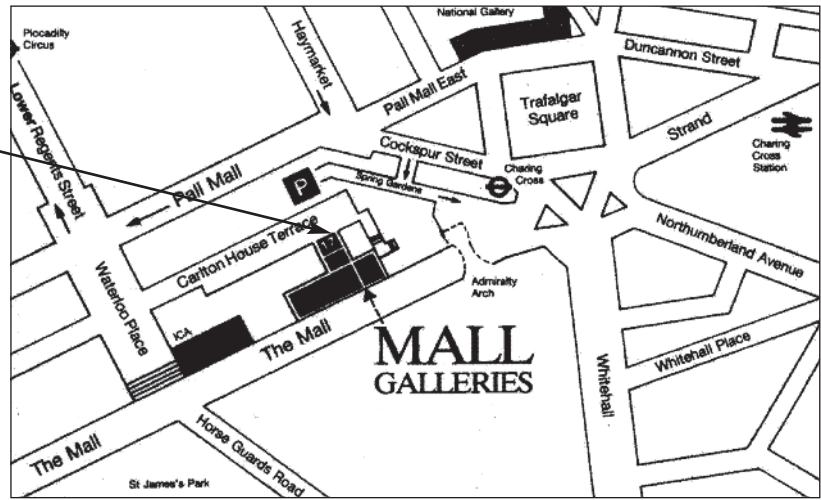 National Gallery
Piccadilly
Circus
Haymarket
Duncannon Street
Pall Mall East
Trafalgar
Square
Lower Regents Street
Strand
Cockspur Street
Charing
Cross
Station
Charing
Cross
Pall Mall
P
Spring Gardens
Carlton House Terrace
17
Northumberland Avenue
Waterloo Place
Admiralty
Arch
ICA
The Mall
MALL
GALLERIES
Whitehall
Whitehall Place
The Mall
Horse Guards Road
St James's Park